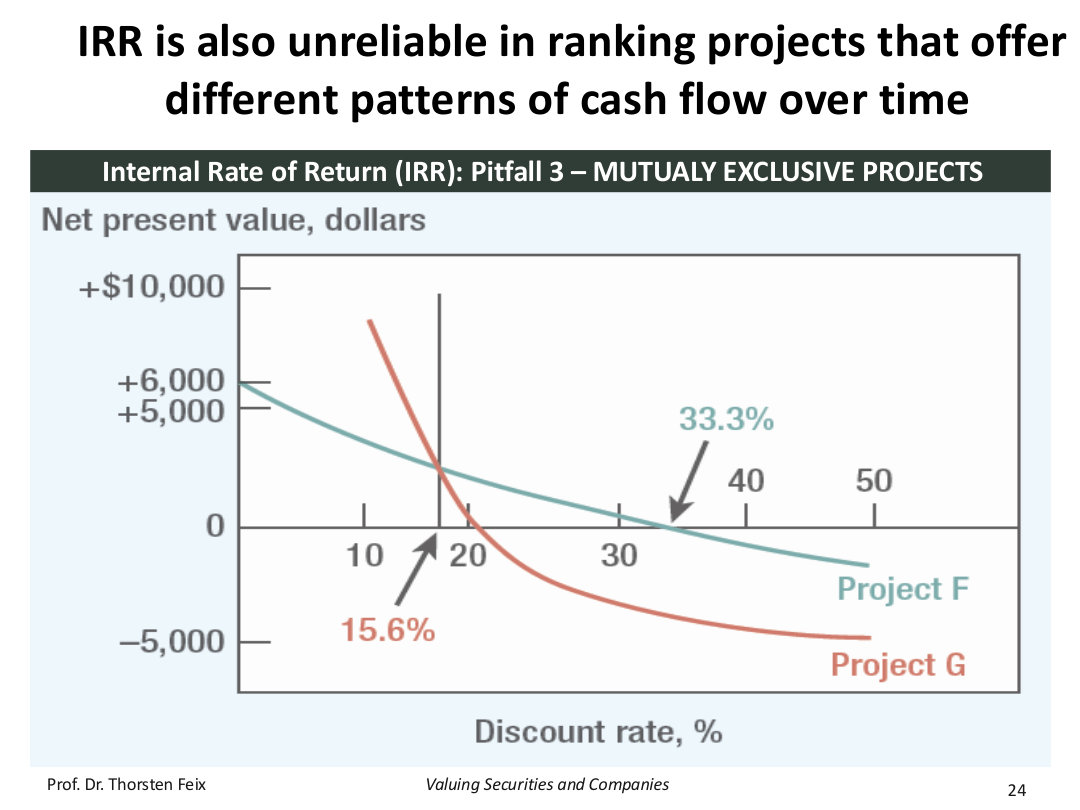 IRR is also unreliable in ranking projects that offer
different patterns of cash flow over time
Internal Rate of Return (IRR): Pitfall 3 – MUTUALY EXCLUSIVE PROJECTS
Net present value, dollars
+$10,000
+6,000
+5,000
33.3%
40
50
0
10
20
30
Project F
15.6%
–5,000
Project G
Discount rate, %
Prof. Dr. Thorsten Feix
Valuing Securities and Companies
24